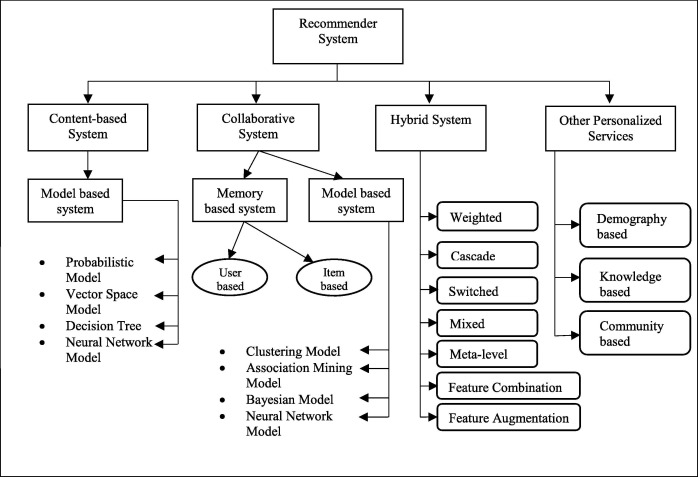 Recommender
System
Content-based
System
Collaborative
System
Hybrid System
Other Personalized
Services
Model based
system
Memory
based system
Model based
system
Weighted
Cascade
Switched
Mixed
Meta-level
Feature Combination
Feature Augmentation
Demography
based
Knowledge
based
Community
based
User
based
Item
based
• Probabilistic
Model
• Vector Space
Model
• Decision Tree
• Neural Network
Model
• Clustering Model
• Association Mining
Model
• Bayesian Model
• Neural Network
Model